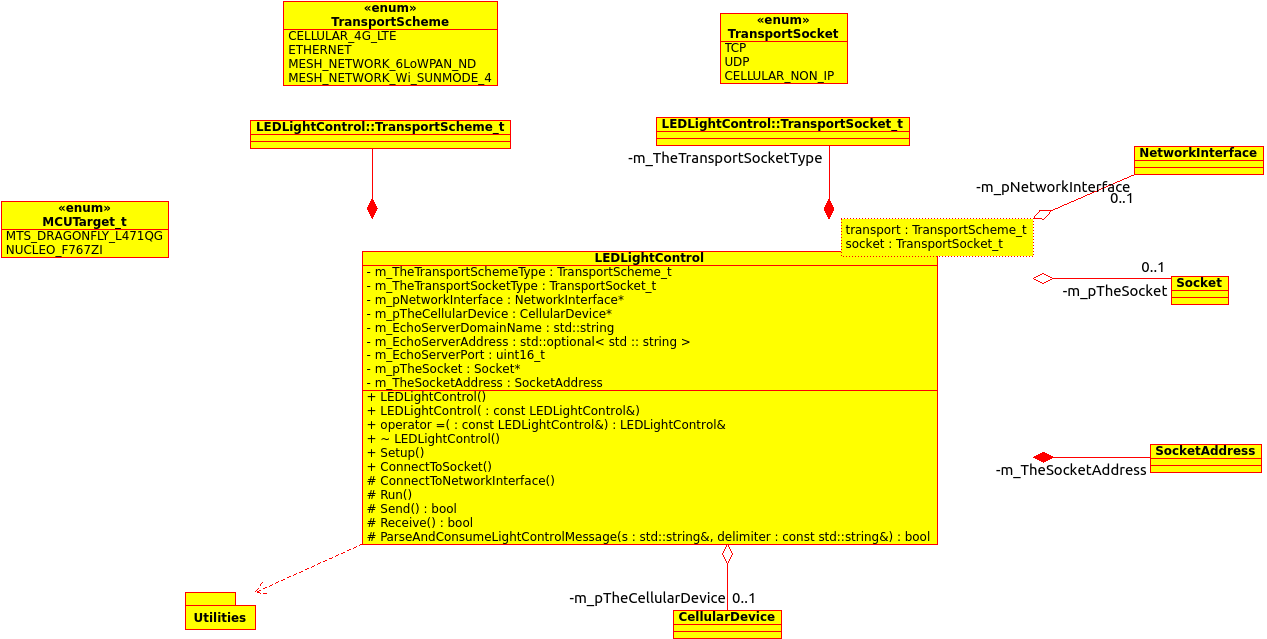 «enum»
TransportScheme
CELLULAR_4G_LTE
ETHERNET
MESH_NETWORK_6LoWPAN_ND
MESH_NETWORK_Wi_SUNMODE_4
«enum»
TransportSocket
TCP
UDP
CELLULAR_NON_IP
LEDLightControl::TransportScheme_t
LEDLightControl::TransportSocket_t
-m_TheTransportSocketType
NetworkInterface
-m_pNetworkInterface
0..1
«enum»
MCUTarget_t
MTS_DRAGONFLY_L471QG
NUCLEO_F767ZI
transport : TransportScheme_t
socket : TransportSocket_t
LEDLightControl
- m_TheTransportSchemeType : TransportScheme_t
- m_TheTransportSocketType : TransportSocket_t
- m_pNetworkInterface : NetworkInterface*
- m_pTheCellularDevice : CellularDevice*
- m_EchoServerDomainName : std::string
- m_EchoServerAddress : std::optional< std :: string >
- m_EchoServerPort : uint16_t
- m_pTheSocket : Socket*
- m_TheSocketAddress : SocketAddress
+ LEDLightControl()
+ LEDLightControl( : const LEDLightControl&)
+ operator =( : const LEDLightControl&) : LEDLightControl&
+ ~ LEDLightControl()
+ Setup()
+ ConnectToSocket()
# ConnectToNetworkInterface()
# Run()
# Send() : bool
# Receive() : bool
# ParseAndConsumeLightControlMessage(s : std::string&, delimiter : const std::string&) : bool
0..1
Socket
-m_pTheSocket
SocketAddress
-m_TheSocketAddress
-m_pTheCellularDevice
0..1
CellularDevice
Utilities